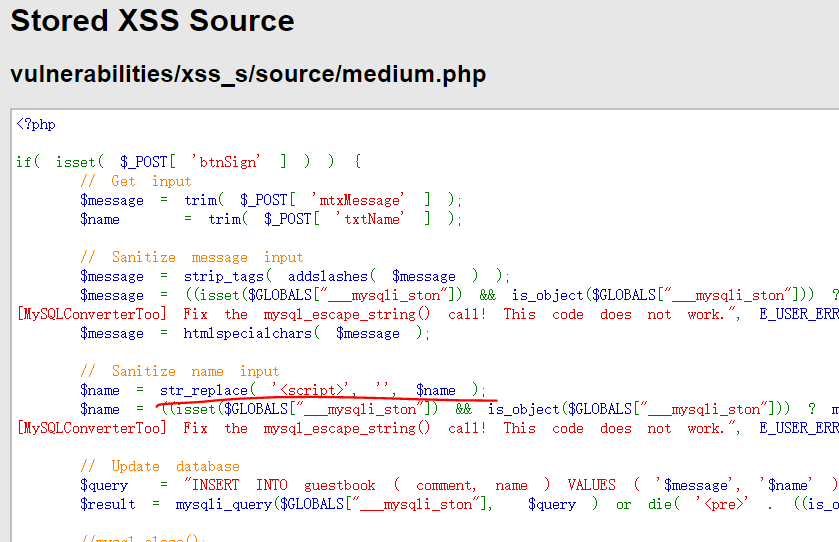 Stored XSS Source
vulnerabilities/xss_s/source/medium.php
<?php
if( isset( $_POST[ 'btnSign' ] ) ) {
// Get input
$message = trim( $_POST[ 'mtxMessage' ] );
$name = trim( $_POST[ 'txtName' ] );
// Sanitize message input
$message = strip_tags( addslashes( $message ) );
$message = ((isset($GLOBALS["___mysqli_ston"]) && is_object($GLOBALS["___mysqli_ston"])) ?
[MySQLConverterToo] Fix the mysql_escape_string() call! This code does not work.", E_USER_ERR
$message = htmlspecialchars( $message );
// Sanitize name input
$name = str_replace( '<script>', '', $name );
$name = ((isset($GLOBALS["___mysqli_ston"]) && is_object($GLOBALS["___mysqli_ston"])) ? m
[MySQLConverterToo] Fix the mysql_escape_string() call! This code does not work.", E_USER_ERR
// Update database
$query = "INSERT INTO guestbook ( comment, name ) VALUES ( '$message', '$name' )
$result = mysqli_query($GLOBALS["___mysqli_ston"], $query ) or die( '<pre>' . ((is_o
//mysql_close();